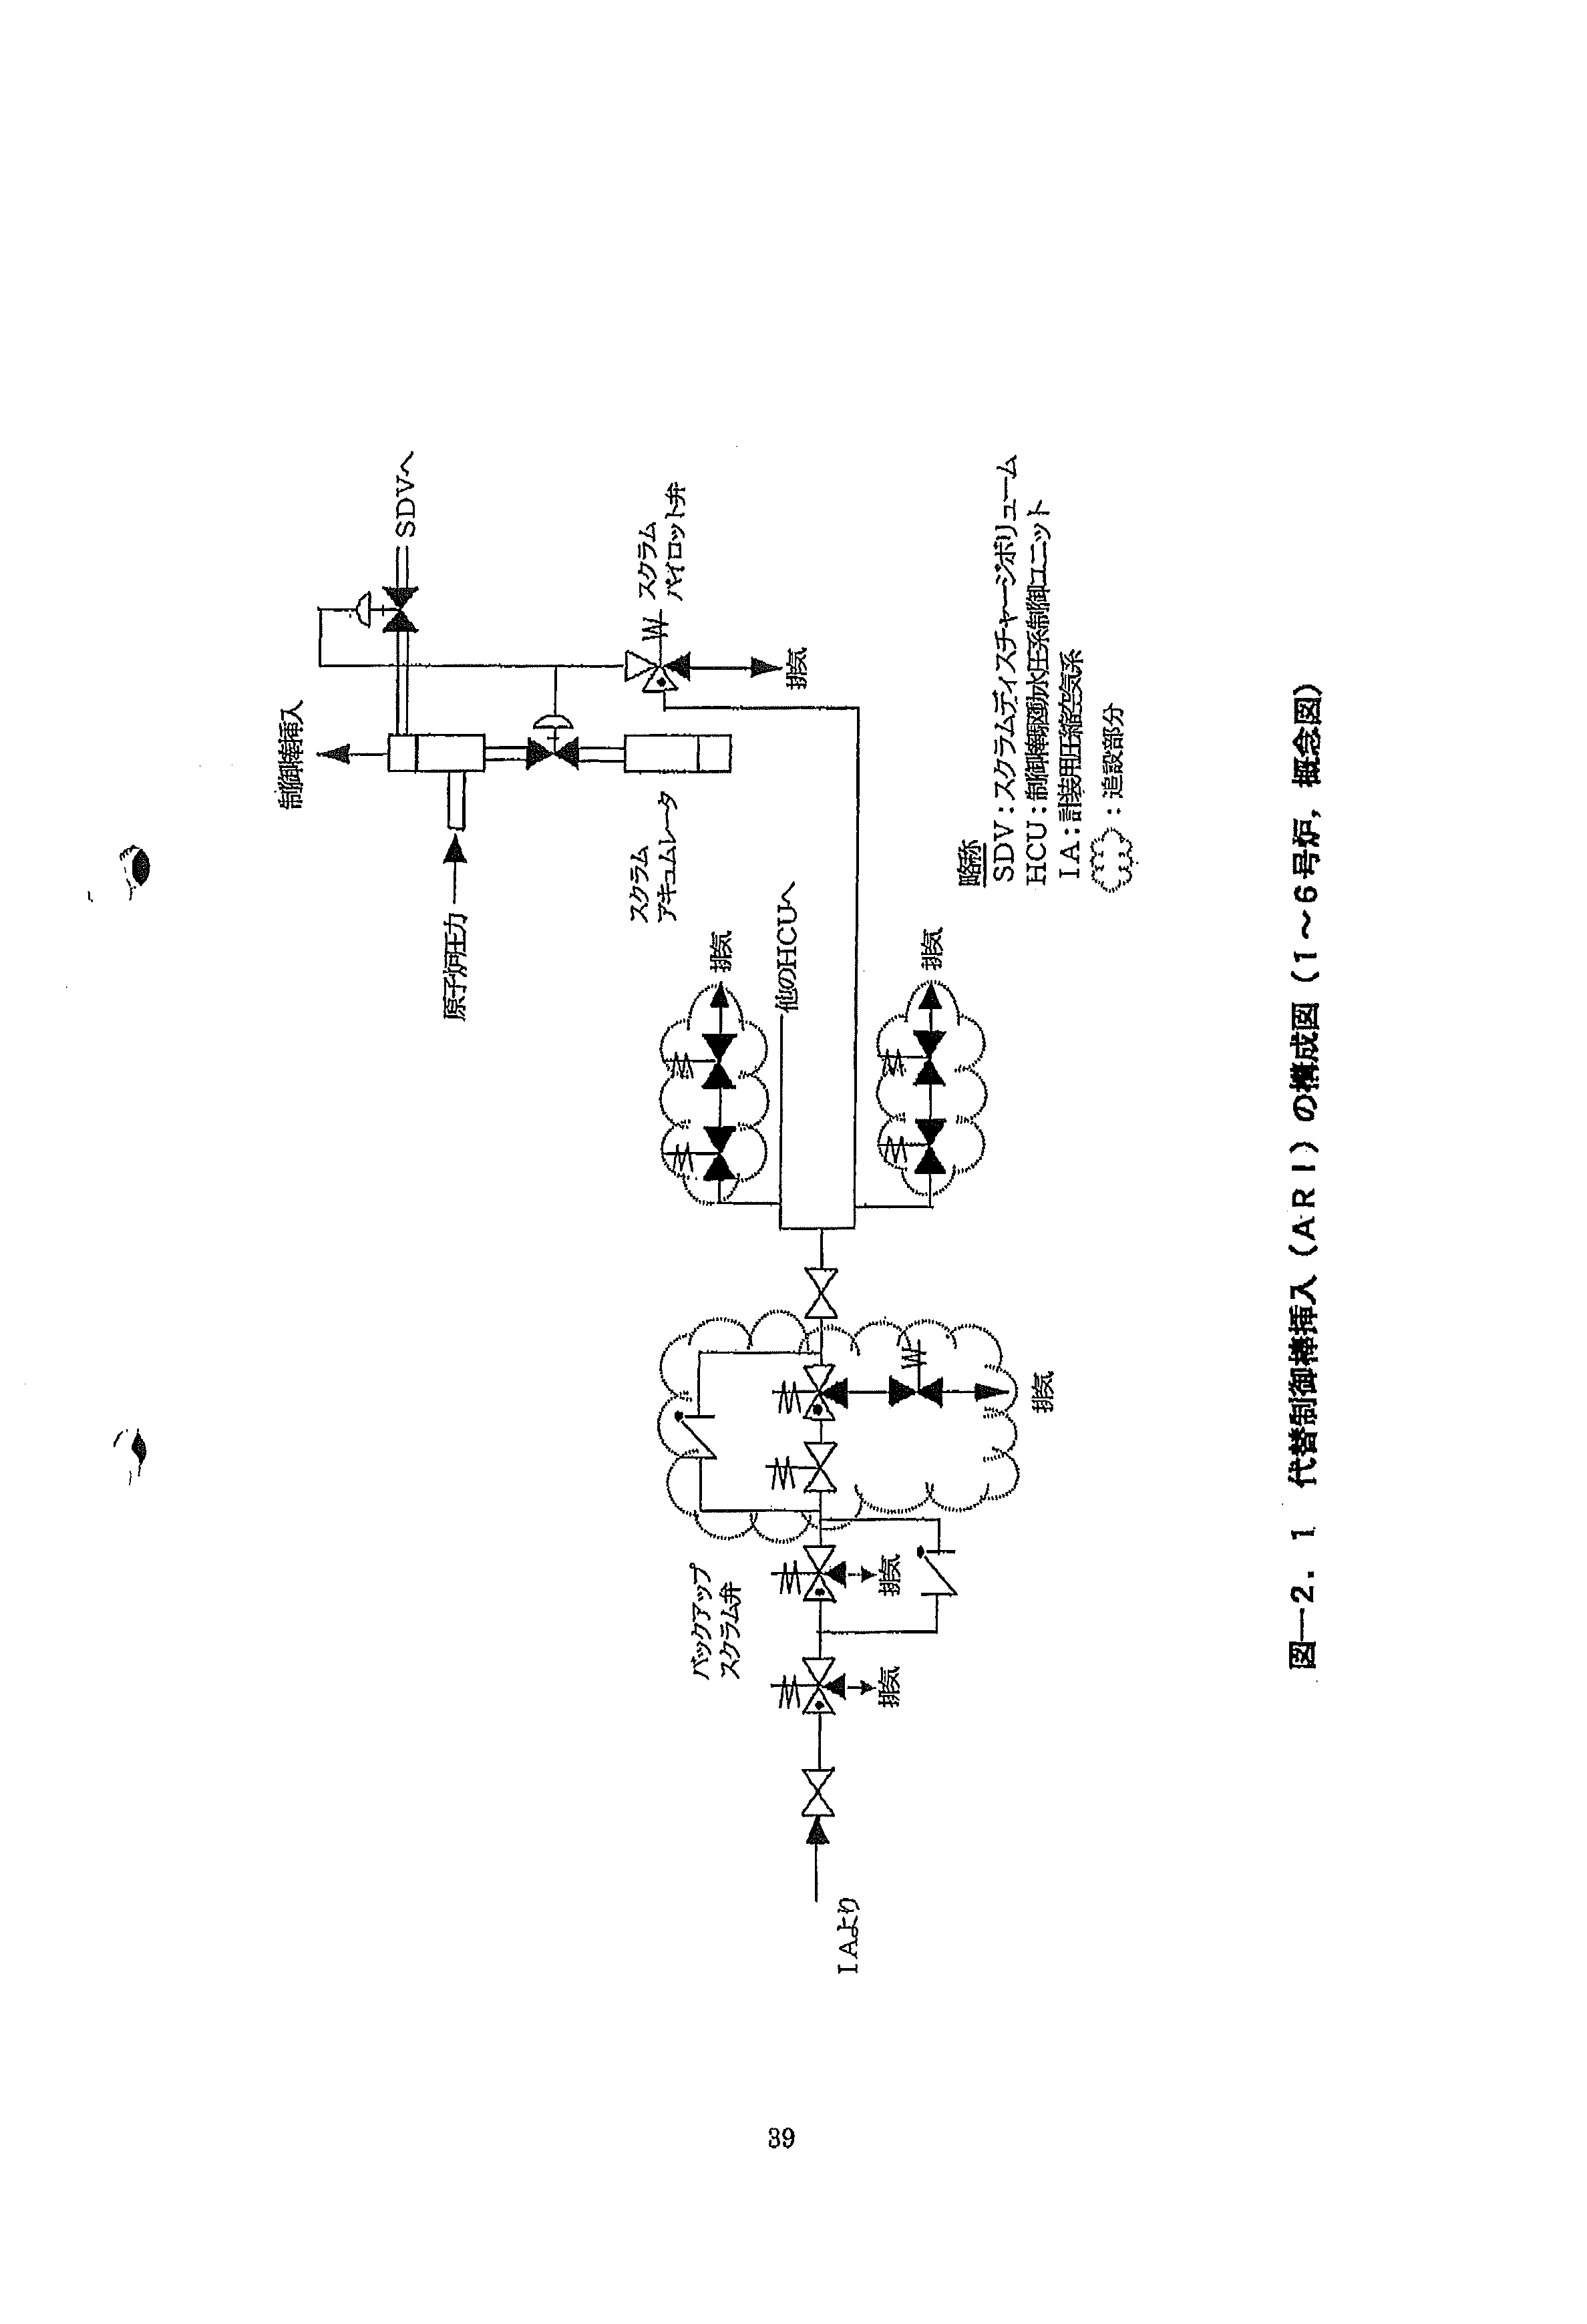 制御棒挿入
SDVへ
原子炉圧力
スクラム
アキュムレータ
スクラム
パイロット弁
排気
排気
他のHCUへ
排気
バックアップ
スクラム弁
排気
排気
排気
IAより
略称
SDV：スクラムディスチャージボリューム
HCU：制御棒駆動水圧系制御ユニット
IA：計装用圧縮空気系
：追設部分
図―2．1 代替制御棒挿入（ARI）の構成図（1～6号炉，概念図）
39